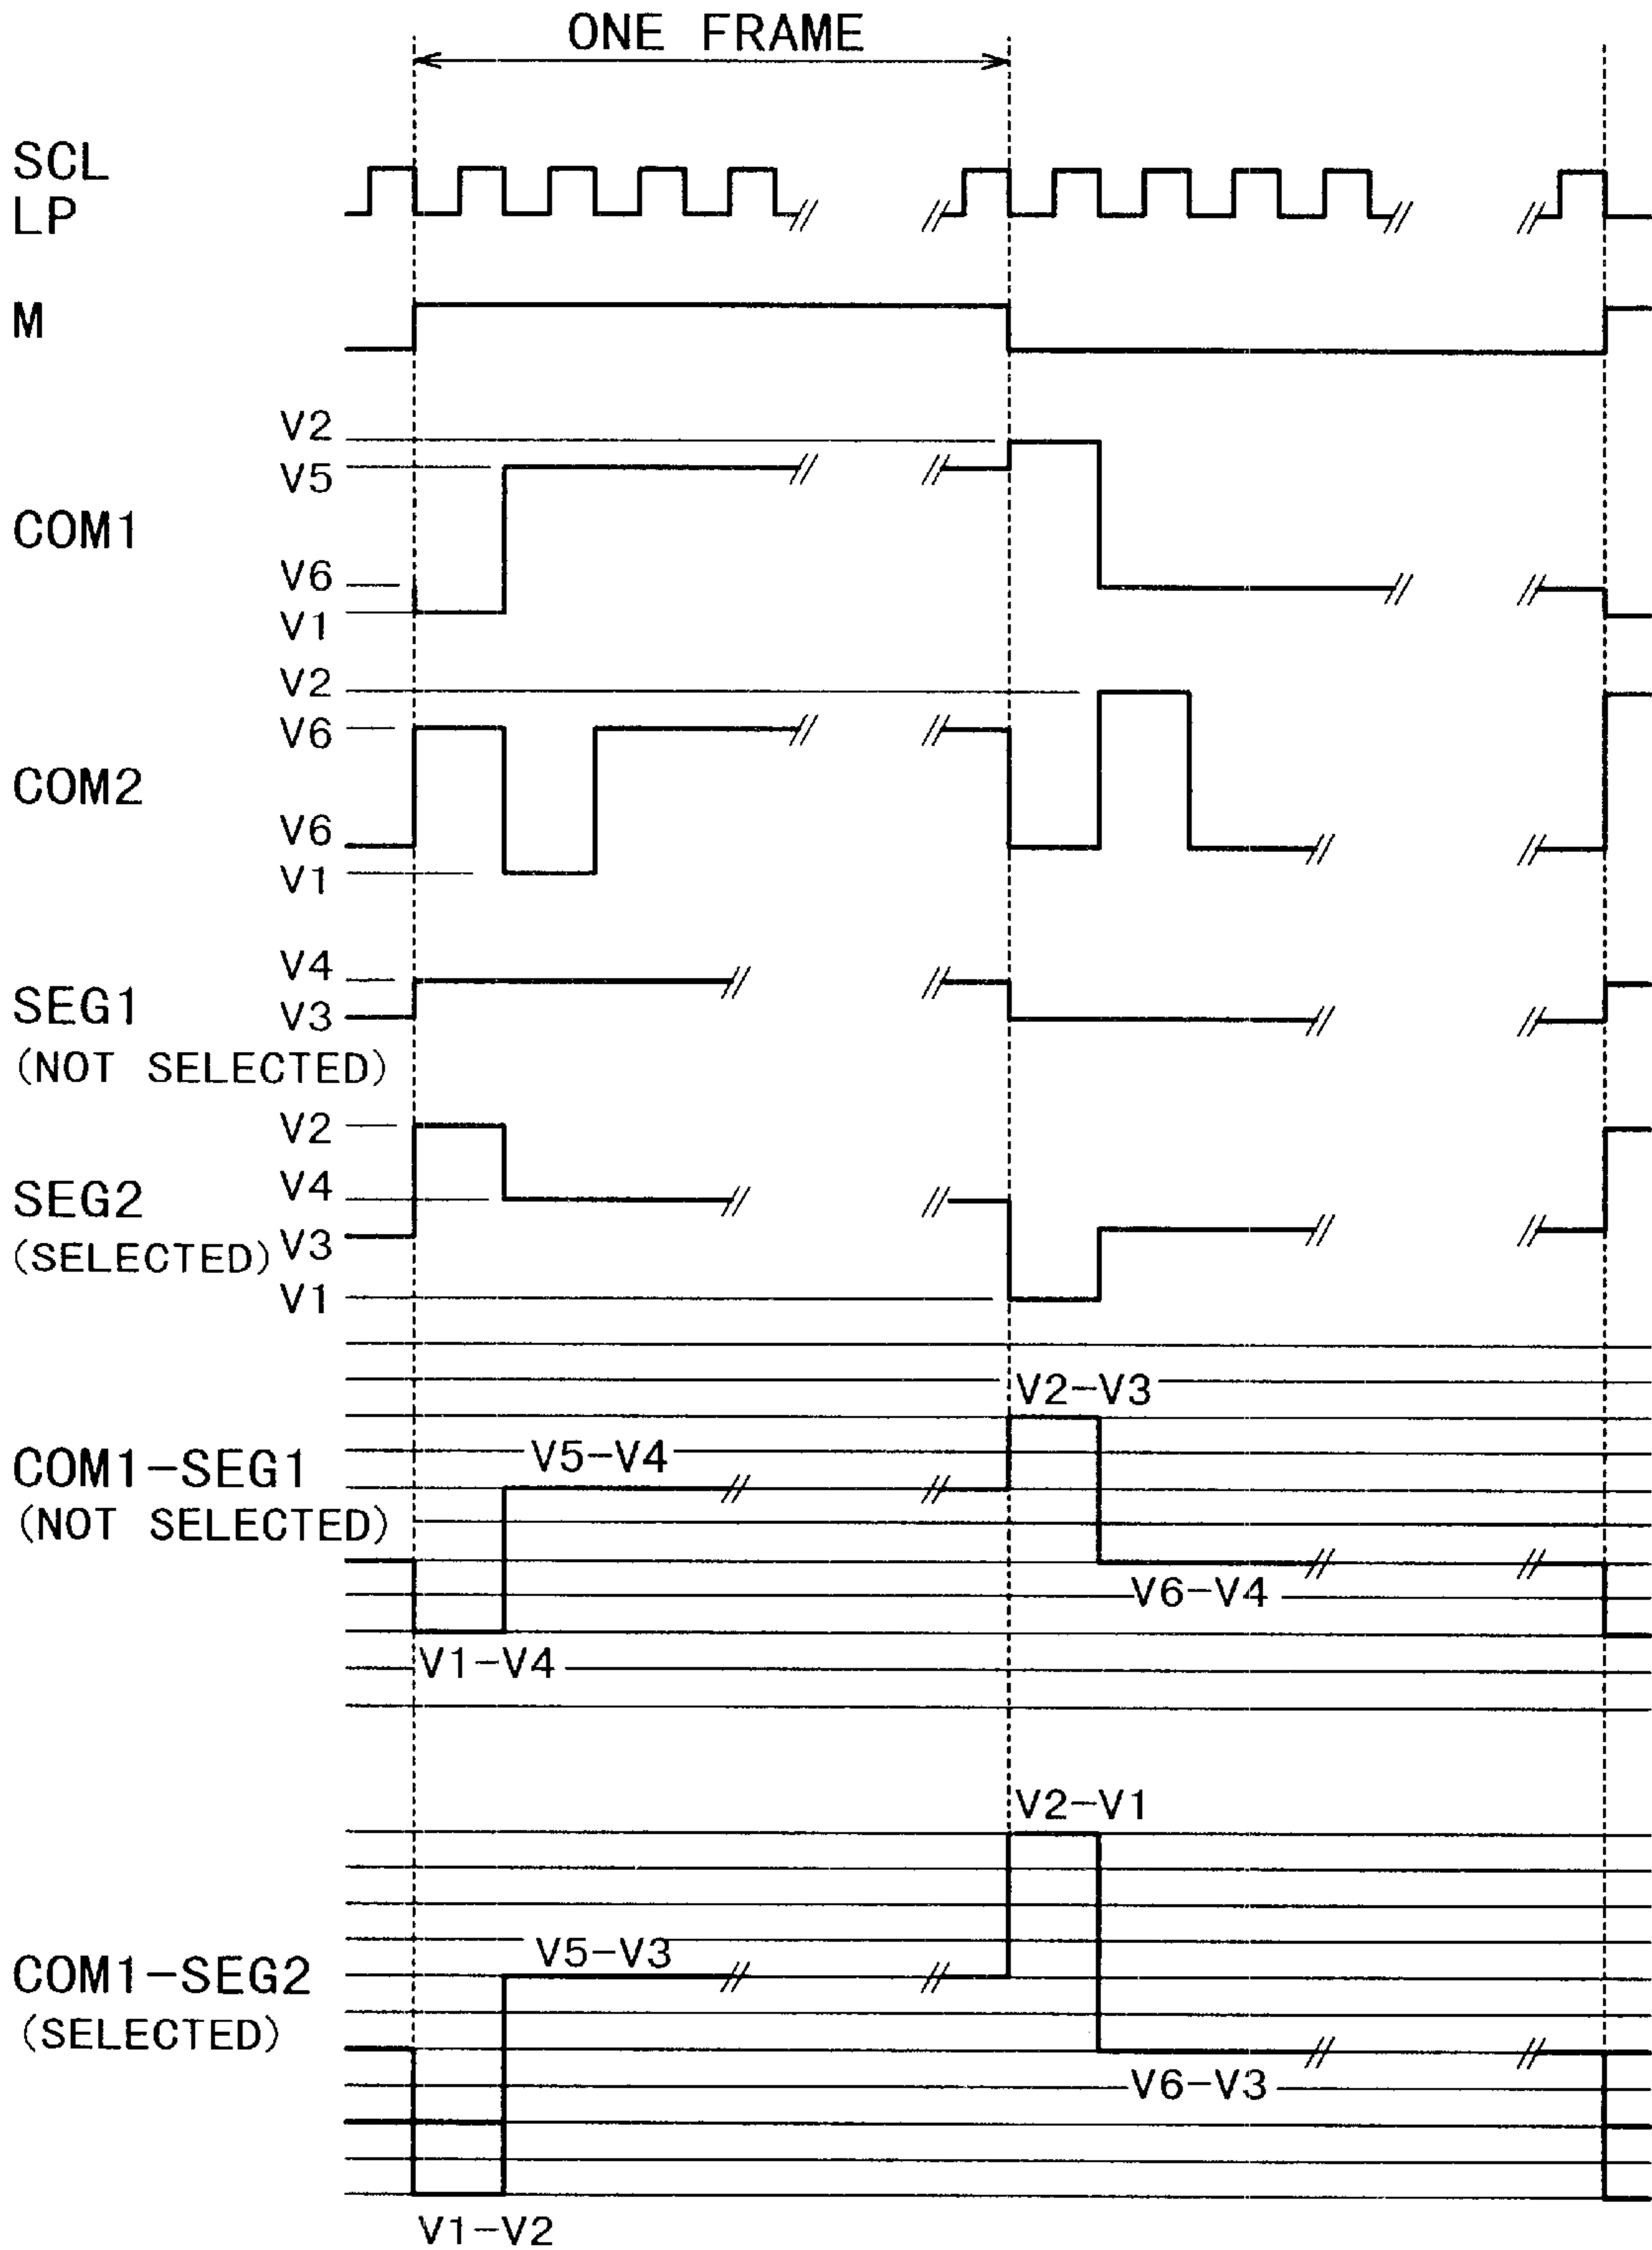 ONE FRAME
SCL
LP
M
V2
V5
COM1
V6
V1
V2
V6
COM2
V6
V1
V4
SEG1
V3
(NOT SELECTED)
V2
SEG2
V4
(SELECTED)
V3
V1
V2-V3
COM1-SEG1
V5-V4
(NOT SELECTED)
V6-V4
V1-V4
V2-V1
V5-V3
COM1-SEG2
(SELECTED)
V6-V3
V1-V2